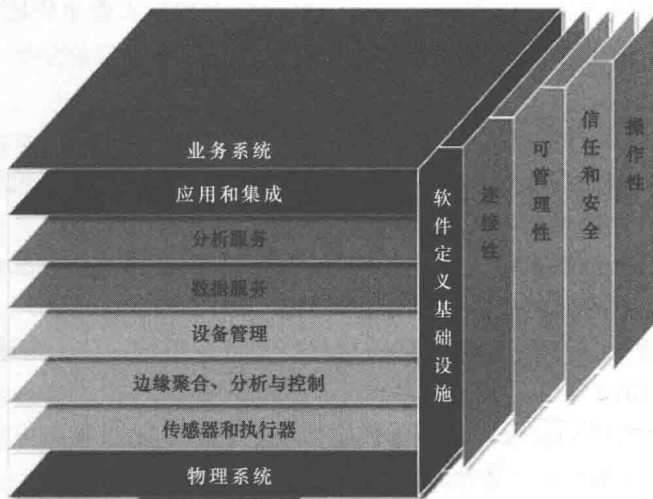 业务系统
应用和集成
分析服务
数据服务
设备管理
边缘聚合、分析与控制
传感器和执行器
物理系统
软件定义基础设施
连接性
可管理性
信任和安全
操作性